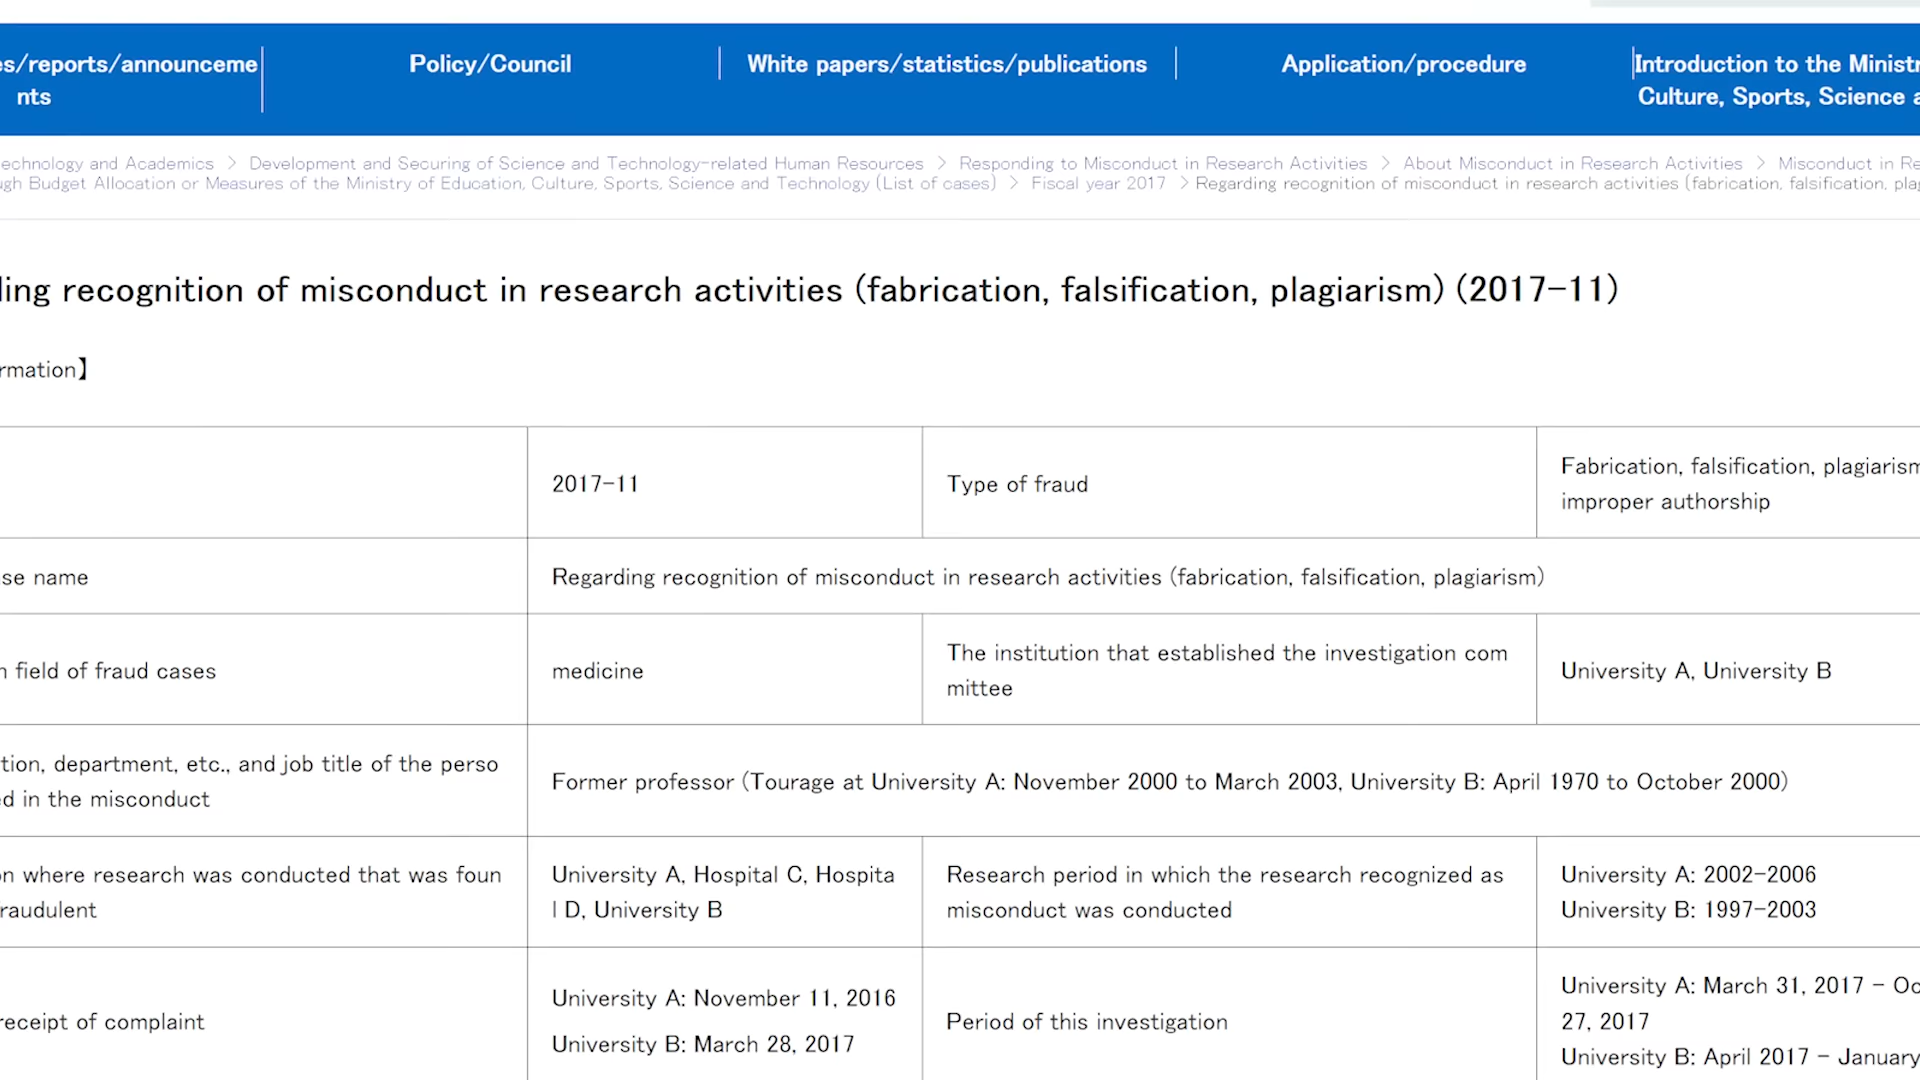 es/reports/announceme
nts
Policy/Council
White papers/statistics/publications
Application/procedure
Introduction to the Ministr
Culture, Sports, Science a
echnology and Academics > Development and Securing of Science and Technology-related Human Resources > Responding to Misconduct in Research Activities > About Misconduct in Research Activities > Misconduct in Re
ugh Budget Allocation or Measures of the Ministry of Education, Culture, Sports, Science and Technology (List of cases) > Fiscal year 2017 > Regarding recognition of misconduct in research activities (fabrication, falsification, plag
ling recognition of misconduct in research activities (fabrication, falsification, plagiarism) (2017-11)
rmation】
2017-11
Type of fraud
Fabrication, falsification, plagiarism
improper authorship
se name
Regarding recognition of misconduct in research activities (fabrication, falsification, plagiarism)
n field of fraud cases
medicine
The institution that established the investigation com
mittee
University A, University B
tion, department, etc., and job title of the perso
ed in the misconduct
Former professor (Tourage at University A: November 2000 to March 2003, University B: April 1970 to October 2000)
on where research was conducted that was foun
raudulent
University A, Hospital C, Hospita
l D, University B
Research period in which the research recognized as
misconduct was conducted
University A: 2002-2006
University B: 1997-2003
receipt of complaint
University A: November 11, 2016
University B: March 28, 2017
Period of this investigation
University A: March 31, 2017 - Oc
27, 2017
University B: April 2017 - January